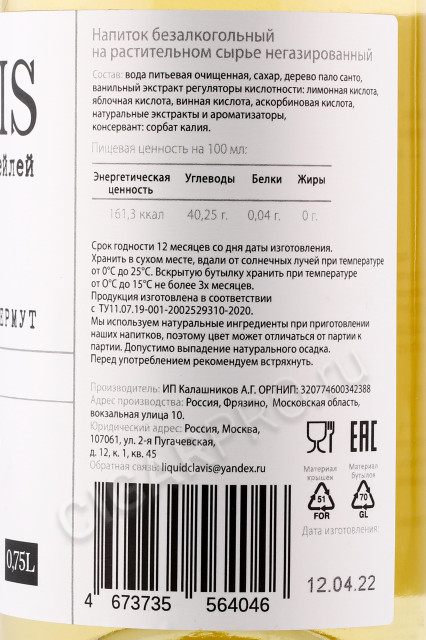 Напиток безалкогольный
на растительном сырье негазированный
Состав: вода питьевая очищенная, сахар, дерево пало санто,
ванильный экстракт регуляторы кислотности: лимонная кислота,
яблочная кислота, винная кислота, аскорбиновая кислота,
натуральные экстракты и ароматизаторы,
консервант: сорбат калия.
Пищевая ценность на 100 мл:
Энергетическая ценность Углеводы Белки Жиры
161,3 ккал 40,25 г. 0,04 г. 0 г.
Срок годности 12 месяцев со дня даты изготовления.
Хранить в сухом месте, вдали от солнечных лучей при температуре
от 0°С до 25°С. Вскрытую бутылку хранить при температуре
от 0°С до 15°С не более 3х месяцев.
Продукция изготовлена в соответствии
с ТУ11.07.19-001-2002529310-2020.
Мы используем натуральные ингредиенты при приготовлении
наших напитков, поэтому цвет может отличаться от партии к
партии. Допустимо выпадение натурального осадка.
Перед употреблением рекомендуем встряхнуть.
Производитель: ИП Калашников А.Г. ОРГНИП: 320774600342388
Адрес производства: Россия, Фрязино, Московская область,
вокзальная улица 10.
Юридический адрес: Россия, Москва,
107061, ул. 2-я Пугачевская,
д. 12, к. 1, кв. 45
Обратная связь: liquidclavis@yandex.ru
EAC
Материал крышек
Материал бутылок
51
FOR
70
GL
Дата изготовления:
12.04.22
4 673735 564046
IS
ейлей
ЕРМУТ
0,75L